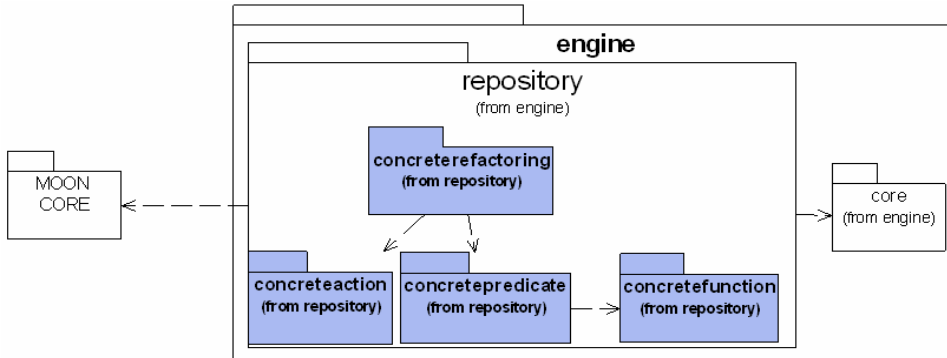 engine
repository
(from engine)
concreterefactoring
(from repository)
MOON
CORE
core
(from engine)
concreteaction
(from repository)
concretepredicate
(from repository)
concretefunction
(from repository)